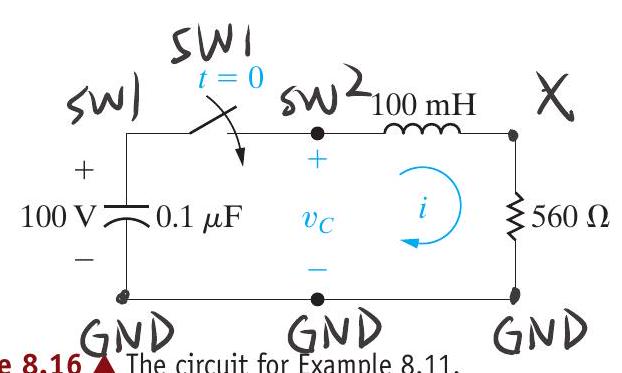 SW1
t = 0
SW1 SW2 100 mH X
+ +
100 V 0.1 μF v_C i 560 Ω
− −
GND GND GND
e 8.16 ▲ The circuit for Example 8.11.